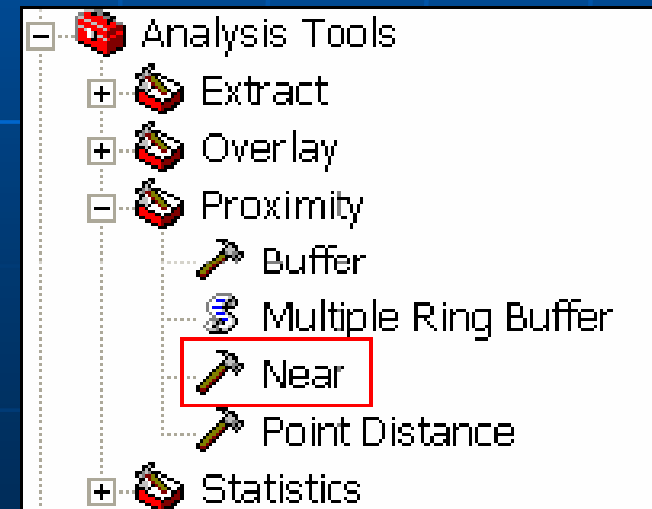 Analysis Tools
Extract
Overlay
Proximity
Buffer
Multiple Ring Buffer
Near
Point Distance
Statistics